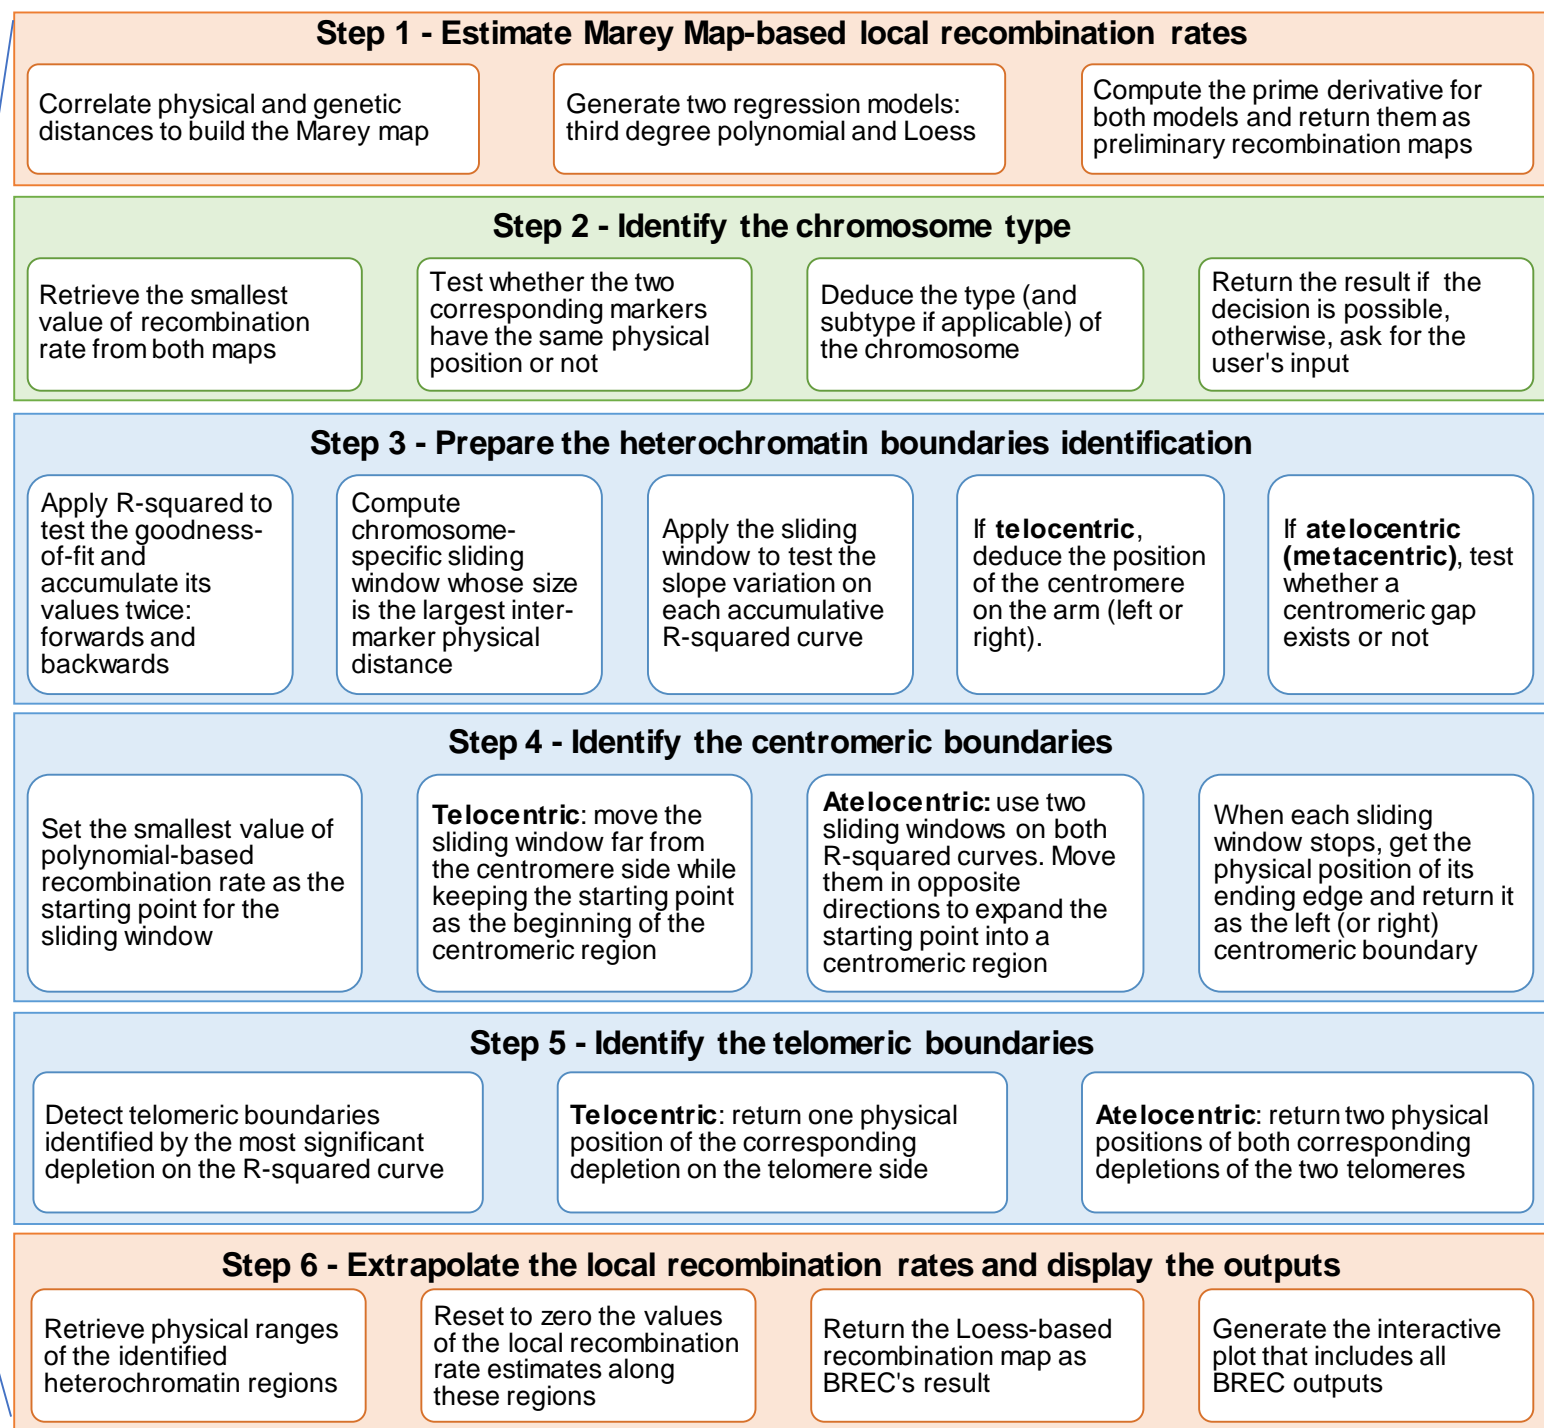 Step 1 - Estimate Marey Map-based local recombination rates
Correlate physical and genetic
distances to build the Marey map
Generate two regression models:
third degree polynomial and Loess
Compute the prime derivative for
both models and return them as
preliminary recombination maps
Step 2 - Identify the chromosome type
Retrieve the smallest
value of recombination
rate from both maps
Test whether the two
corresponding markers
have the same physical
position or not
Deduce the type (and
subtype if applicable) of
the chromosome
Return the result if the
decision is possible,
otherwise, ask for the
user's input
Step 3 - Prepare the heterochromatin boundaries identification
Apply R-squared to
test the goodness-
of-fit and
accumulate its
values twice:
forwards and
backwards
Compute
chromosome-
specific sliding
window whose size
is the largest inter-
marker physical
distance
Apply the sliding
window to test the
slope variation on
each accumulative
R-squared curve
If telocentric,
deduce the position
of the centromere
on the arm (left or
right).
If atelocentric
(metacentric), test
whether a
centromeric gap
exists or not
Step 4 - Identify the centromeric boundaries
Set the smallest value of
polynomial-based
recombination rate as the
starting point for the
sliding window
Telocentric: move the
sliding window far from
the centromere side while
keeping the starting point
as the beginning of the
centromeric region
Atelocentric: use two
sliding windows on both
R-squared curves. Move
them in opposite
directions to expand the
starting point into a
centromeric region
When each sliding
window stops, get the
physical position of its
ending edge and return it
as the left (or right)
centromeric boundary
Step 5 - Identify the telomeric boundaries
Detect telomeric boundaries
identified by the most significant
depletion on the R-squared curve
Telocentric: return one physical
position of the corresponding
depletion on the telomere side
Atelocentric: return two physical
positions of both corresponding
depletions of the two telomeres
Step 6 - Extrapolate the local recombination rates and display the outputs
Retrieve physical ranges
of the identified
heterochromatin regions
Reset to zero the values
of the local recombination
rate estimates along
these regions
Return the Loess-based
recombination map as
BREC's result
Generate the interactive
plot that includes all
BREC outputs